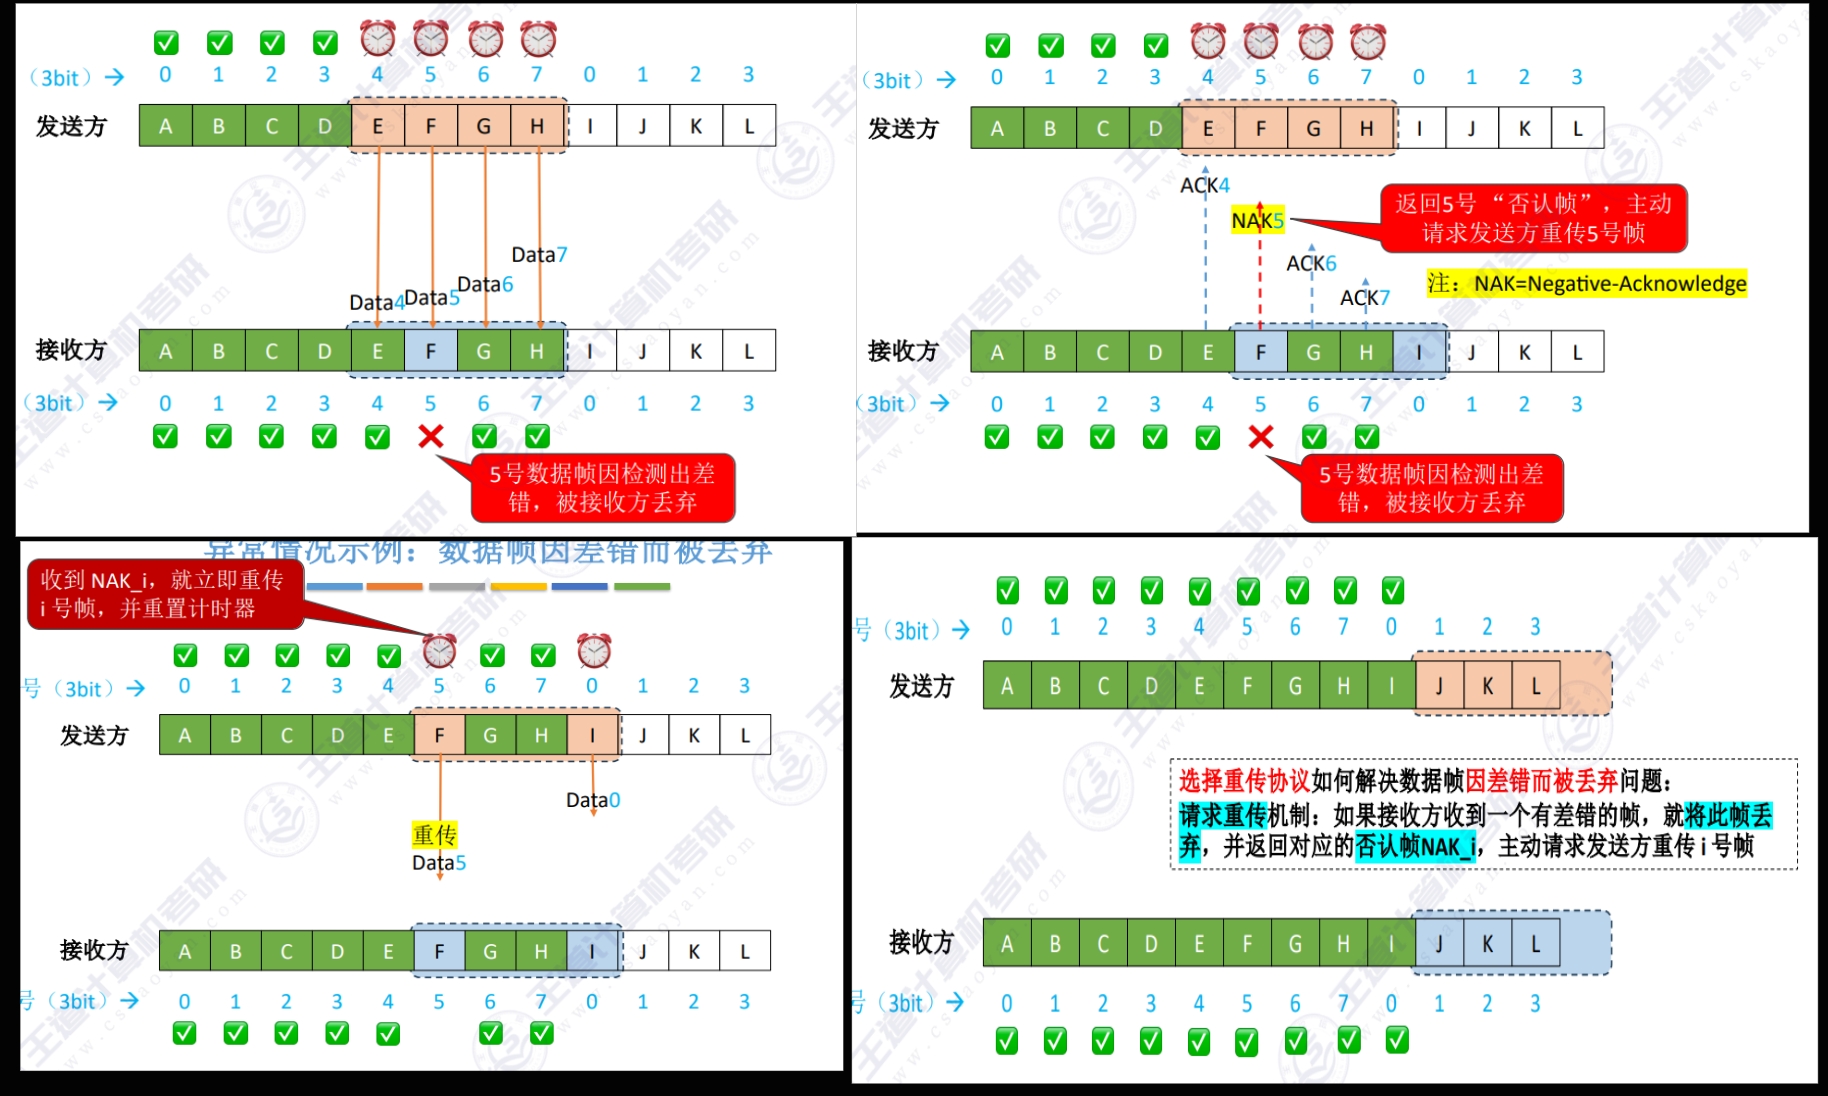 （3bit）→ 0 1 2 3 4 5 6 7 0 1 2 3
发送方 A B C D E F G H I J K L
Data7
Data6
Data4 Data5
接收方 A B C D E F G H I J K L
（3bit）→ 0 1 2 3 4 5 6 7 0 1 2 3
5号数据帧因检测出差
错，被接收方丢弃
（3bit）→ 0 1 2 3 4 5 6 7 0 1 2 3
发送方 A B C D E F G H I J K L
ACK4
NAK5
返回5号“否认帧”，主动
请求发送方重传5号帧
ACK6
注：NAK=Negative-Acknowledge
ACK7
接收方 A B C D E F G H I J K L
（3bit）→ 0 1 2 3 4 5 6 7 0 1 2 3
5号数据帧因检测出差
错，被接收方丢弃
异常情况示例：数据帧因差错而被丢弃
收到 NAK_i，就立即重传
i 号帧，并重置计时器
号（3bit）→ 0 1 2 3 4 5 6 7 0 1 2 3
发送方 A B C D E F G H I J K L
Data0
重传
Data5
接收方 A B C D E F G H I J K L
号（3bit）→ 0 1 2 3 4 5 6 7 0 1 2 3
号（3bit）→ 0 1 2 3 4 5 6 7 0 1 2 3
发送方 A B C D E F G H I J K L
选择重传协议如何解决数据帧因差错而被丢弃问题：
请求重传机制：如果接收方收到一个有差错的帧，就将此帧丢
弃，并返回对应的否认帧NAK_i，主动请求发送方重传 i 号帧
接收方 A B C D E F G H I J K L
号（3bit）→ 0 1 2 3 4 5 6 7 0 1 2 3
王道计算机考研
www.cskaoyan.com